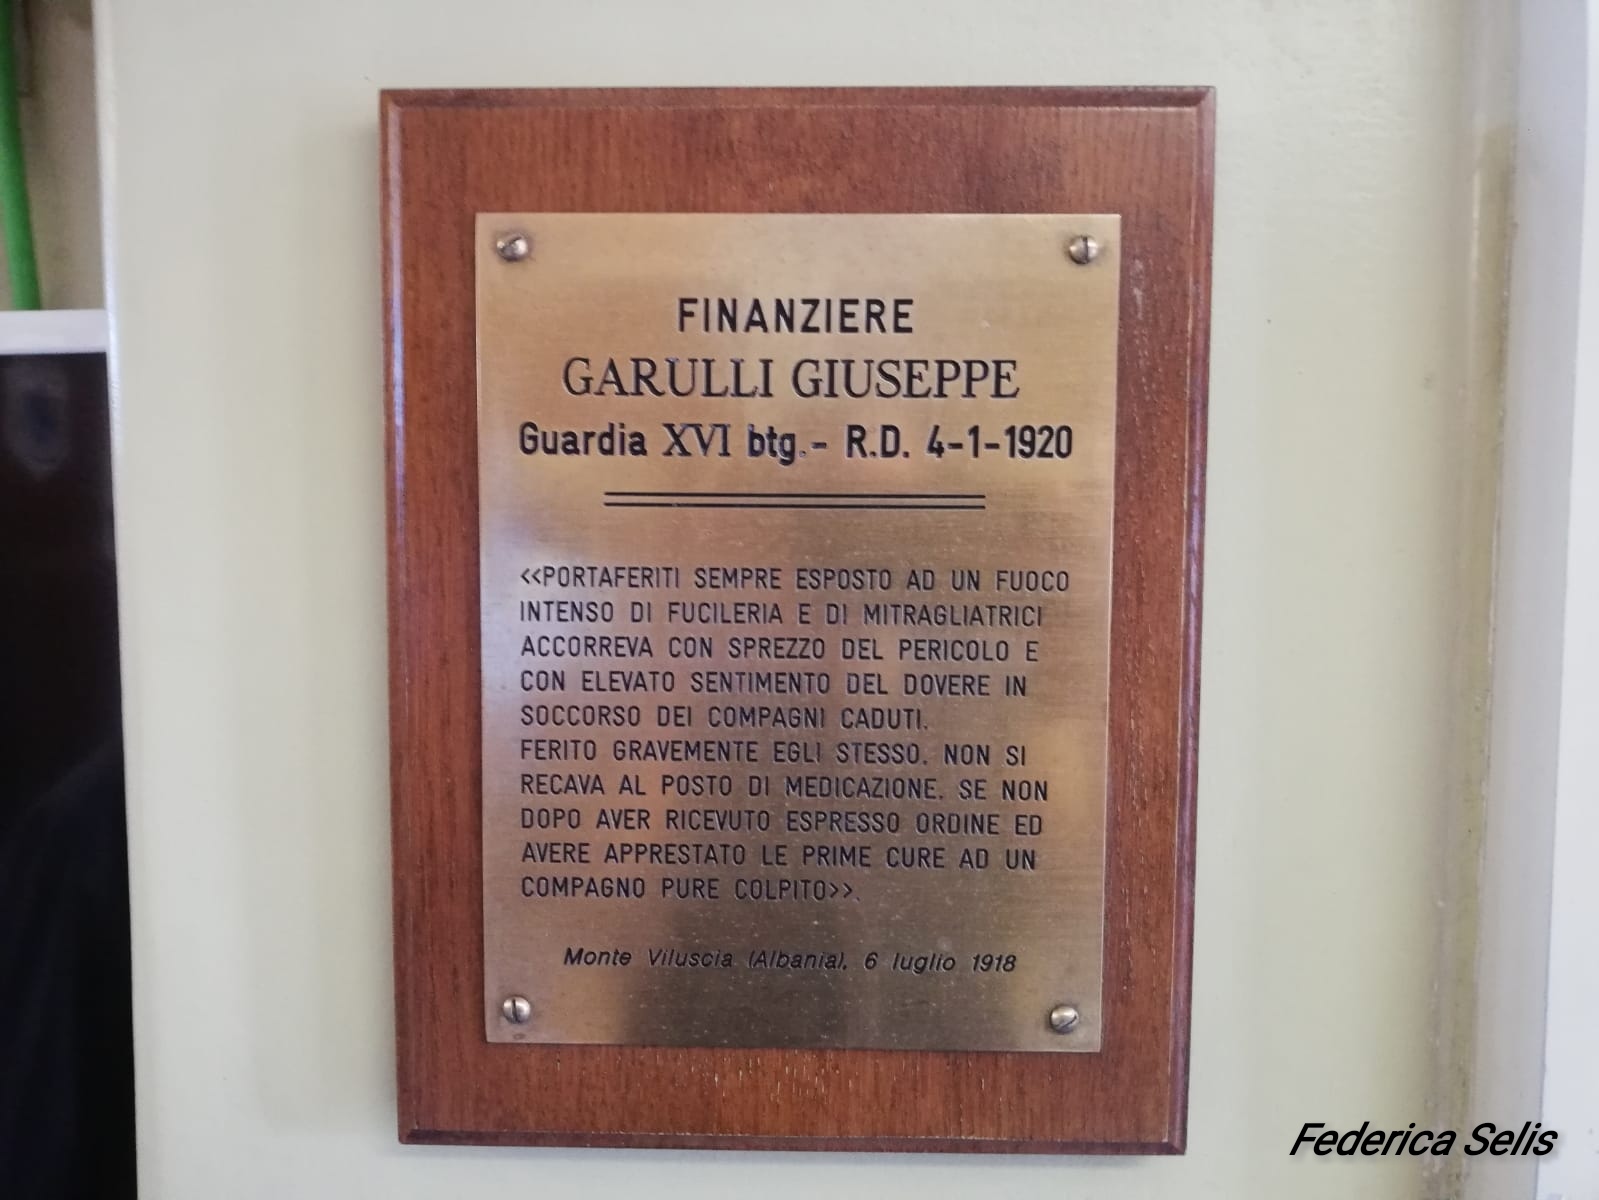 FINANZIERE
GARULLI GIUSEPPE
Guardia XVI btg.- R.D. 4-1-1920
<<PORTAFERITI SEMPRE ESPOSTO AD UN FUOCO
INTENSO DI FUCILERIA E DI MITRAGLIATRICI
ACCORREVA CON SPREZZO DEL PERICOLO E
CON ELEVATO SENTIMENTO DEL DOVERE IN
SOCCORSO DEI COMPAGNI CADUTI.
FERITO GRAVEMENTE EGLI STESSO, NON SI
RECAVA AL POSTO DI MEDICAZIONE, SE NON
DOPO AVER RICEVUTO ESPRESSO ORDINE ED
AVERE APPRESTATO LE PRIME CURE AD UN
COMPAGNO PURE COLPITO>>.
Monte Viluscia (Albania), 6 luglio 1918
Federica Selis